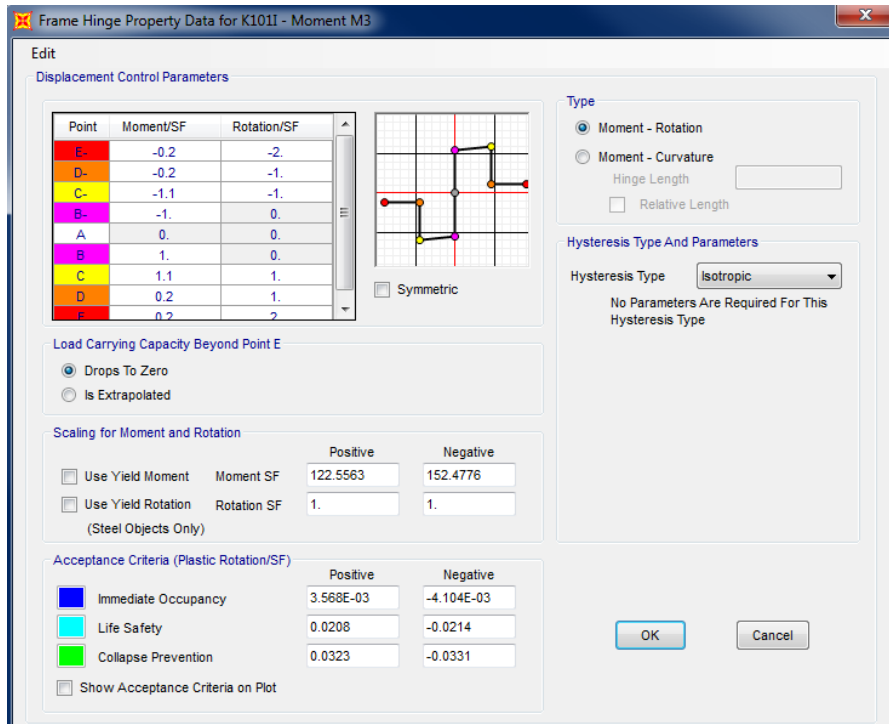 Frame Hinge Property Data for K101I - Moment M3
Edit
Displacement Control Parameters
Point Moment/SF Rotation/SF
E- -0.2 -2.
D- -0.2 -1.
C- -1.1 -1.
B- -1. 0.
A 0. 0.
B 1. 0.
C 1.1 1.
D 0.2 1.
E 0.2 2.
Symmetric
Load Carrying Capacity Beyond Point E
Drops To Zero
Is Extrapolated
Scaling for Moment and Rotation
Positive Negative
Use Yield Moment Moment SF 122.5563 152.4776
Use Yield Rotation Rotation SF 1. 1.
(Steel Objects Only)
Acceptance Criteria (Plastic Rotation/SF)
Positive Negative
Immediate Occupancy 3.568E-03 -4.104E-03
Life Safety 0.0208 -0.0214
Collapse Prevention 0.0323 -0.0331
Show Acceptance Criteria on Plot
Type
Moment - Rotation
Moment - Curvature
Hinge Length
Relative Length
Hysteresis Type And Parameters
Hysteresis Type Isotropic
No Parameters Are Required For This
Hysteresis Type
OK Cancel